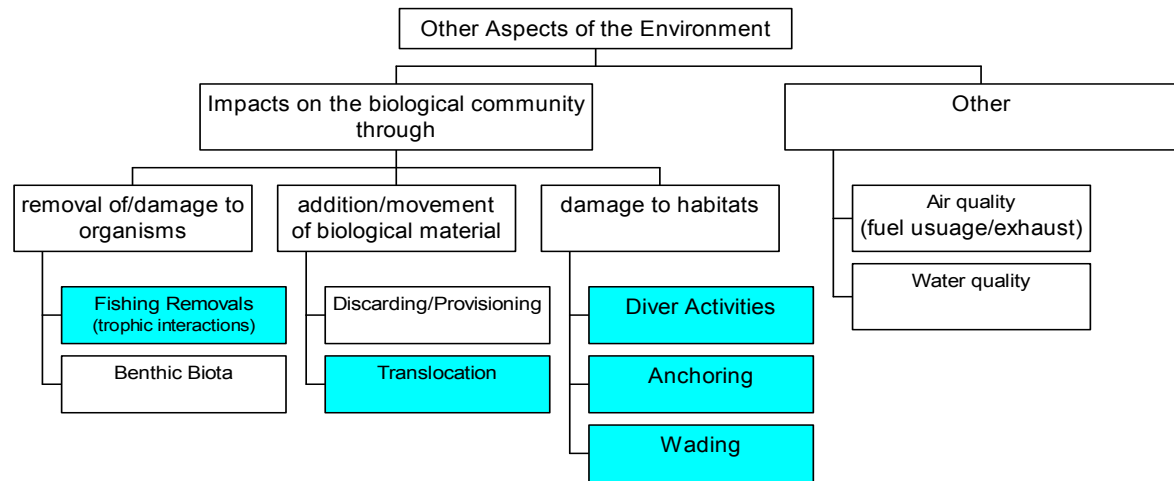 Other Aspects of the Environment
Impacts on the biological community
through
Other
removal of/damage to
organisms
addition/movement
of biological material
damage to habitats
Air quality
(fuel usuage/exhaust)
Water quality
Fishing Removals
(trophic interactions)
Benthic Biota
Discarding/Provisioning
Translocation
Diver Activities
Anchoring
Wading